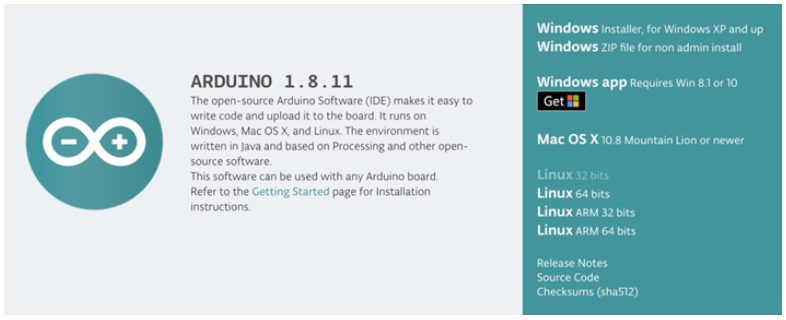 ARDUINO 1.8.11
The open-source Arduino Software (IDE) makes it easy to
write code and upload it to the board. It runs on
Windows, Mac OS X, and Linux. The environment is
written in Java and based on Processing and other open-
source software.
This software can be used with any Arduino board.
Refer to the Getting Started page for Installation
instructions.
Windows Installer, for Windows XP and up
Windows ZIP file for non admin install
Windows app Requires Win 8.1 or 10
Get
Mac OS X 10.8 Mountain Lion or newer
Linux 32 bits
Linux 64 bits
Linux ARM 32 bits
Linux ARM 64 bits
Release Notes
Source Code
Checksums (sha512)